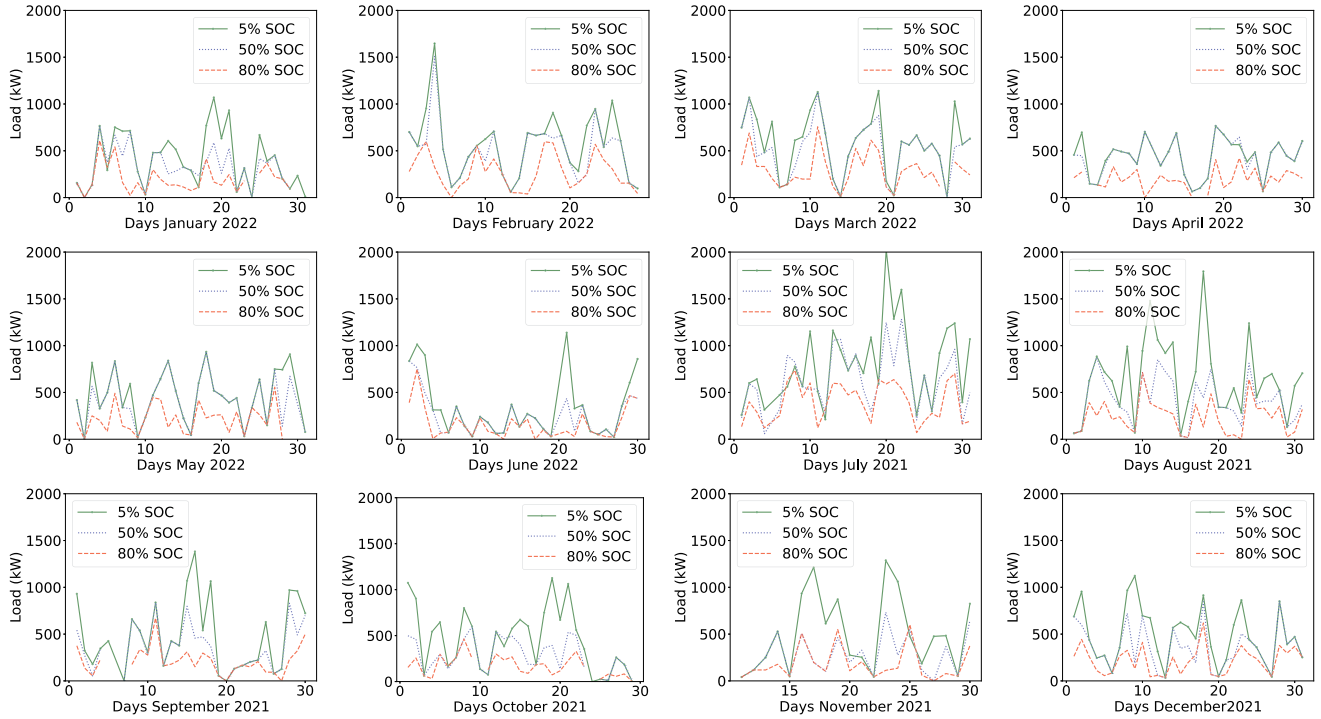 2000
1500
1000
500
0
Load (kW)
5% SOC
50% SOC
80% SOC
0 10 20 30
Days January 2022
2000
1500
1000
500
0
Load (kW)
5% SOC
50% SOC
80% SOC
0 10 20
Days February 2022
2000
1500
1000
500
0
Load (kW)
5% SOC
50% SOC
80% SOC
0 10 20 30
Days March 2022
2000
1500
1000
500
0
Load (kW)
5% SOC
50% SOC
80% SOC
0 10 20 30
Days April 2022
2000
1500
1000
500
0
Load (kW)
5% SOC
50% SOC
80% SOC
0 10 20 30
Days May 2022
2000
1500
1000
500
0
Load (kW)
5% SOC
50% SOC
80% SOC
0 10 20 30
Days June 2022
2000
1500
1000
500
0
Load (kW)
5% SOC
50% SOC
80% SOC
0 10 20 30
Days July 2021
2000
1500
1000
500
0
Load (kW)
5% SOC
50% SOC
80% SOC
0 10 20 30
Days August 2021
2000
1500
1000
500
0
Load (kW)
5% SOC
50% SOC
80% SOC
0 10 20 30
Days September 2021
2000
1500
1000
500
0
Load (kW)
5% SOC
50% SOC
80% SOC
0 10 20 30
Days October 2021
2000
1500
1000
500
0
Load (kW)
5% SOC
50% SOC
80% SOC
15 20 25 30
Days November 2021
2000
1500
1000
500
0
Load (kW)
5% SOC
50% SOC
80% SOC
0 10 20 30
Days December2021